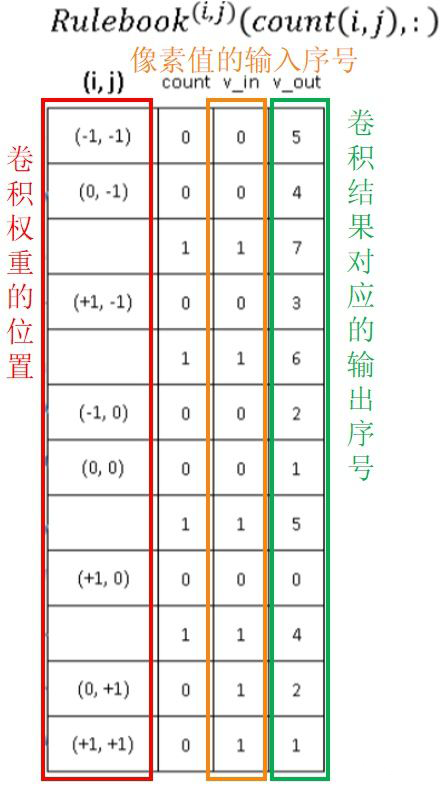 Rulebook^(i,j)(count(i,j),:)
像素值的输入序号
(i, j) count v_in v_out
(-1, -1) 0 0 5
(0, -1) 0 0 4
1 1 7
(+1, -1) 0 0 3
1 1 6
(-1, 0) 0 0 2
(0, 0) 0 0 1
1 1 5
(+1, 0) 0 0 0
1 1 4
(0, +1) 0 1 2
(+1, +1) 0 1 1
卷积权重的位置
卷积结果对应的输出序号